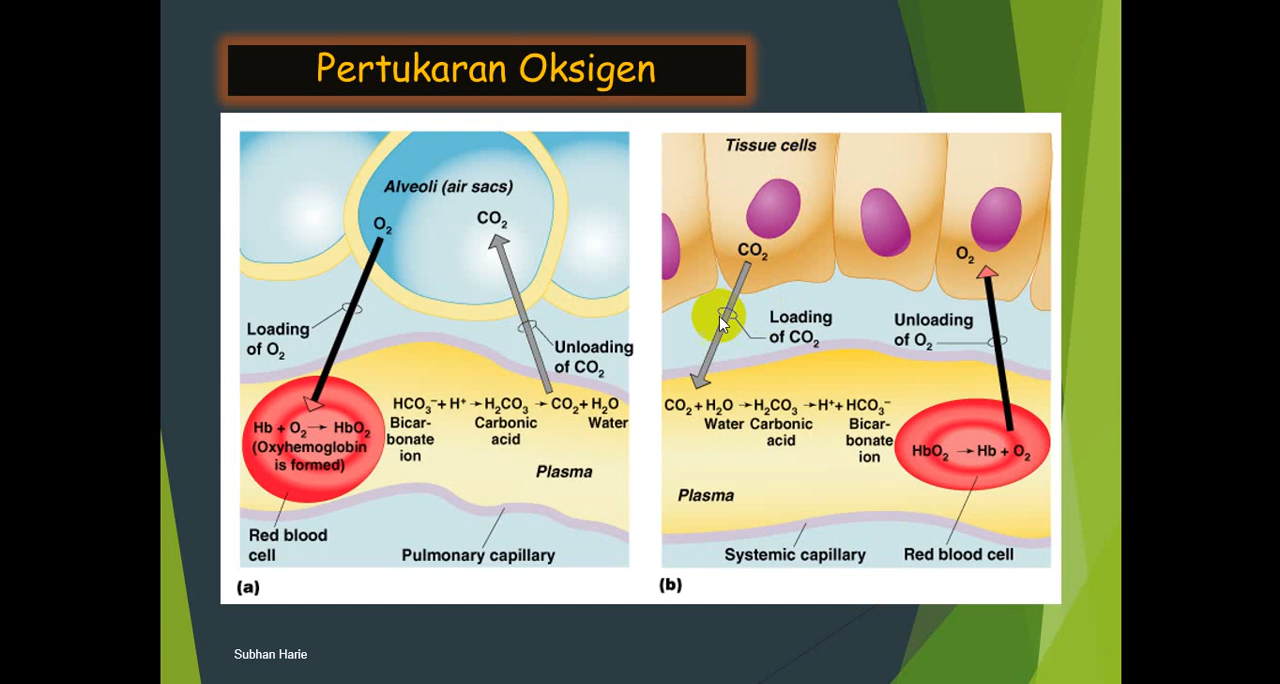 Pertukaran Oksigen
Alveoli (air sacs)
O₂
CO₂
Loading
of O₂
Unloading
of CO₂
HCO₃⁻ + H⁺ → H₂CO₃ → CO₂ + H₂O
Bicar-
bonate
ion
Carbonic
acid
Water
Hb + O₂ → HbO₂
(Oxyhemoglobin
is formed)
Plasma
Red blood
cell
Pulmonary capillary
(a)
Tissue cells
CO₂
O₂
Loading
of CO₂
Unloading
of O₂
CO₂ + H₂O → H₂CO₃ → H⁺ + HCO₃⁻
Water
Carbonic
acid
Bicar-
bonate
ion
HbO₂ → Hb + O₂
Plasma
Systemic capillary
Red blood cell
(b)
Subhan Harie